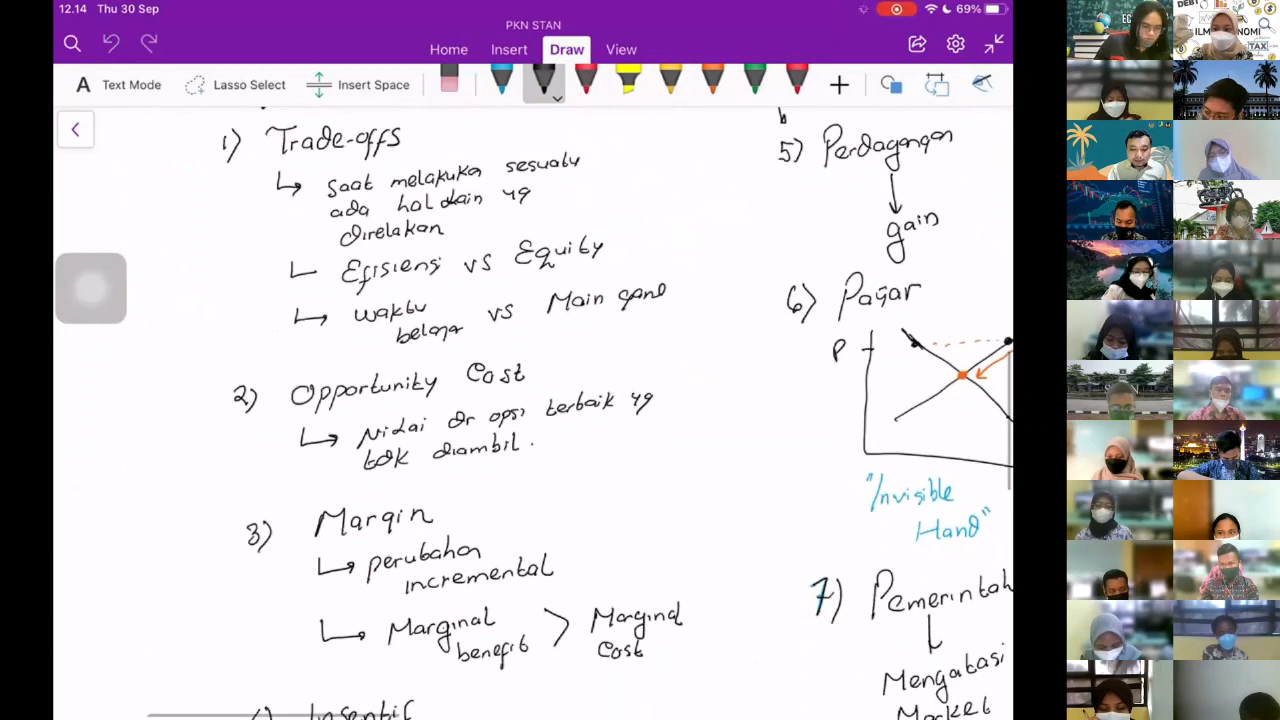 12.14 Thu 30 Sep
69%
PKN STAN
Home Insert Draw View
Text Mode
Lasso Select
Insert Space
1) Trade-offs
↳ saat melakuka sesuatu
ada hal lain yg
direlakan
Efisiensi vs Equity
↳ waktu vs Main game
belajar
2) Opportunity Cost
↳ Nilai dr opsi terbaik yg
tdk diambil.
3) Margin
↳ perubahan
incremental
↳ Marginal > Marginal
benefit Cost
Insentif
5) Perdagangan
↓
gain
6) Pasar
P
"Invisible
Hand"
7) Pemerintah
Mengatasi
Market
DEBT
TAX